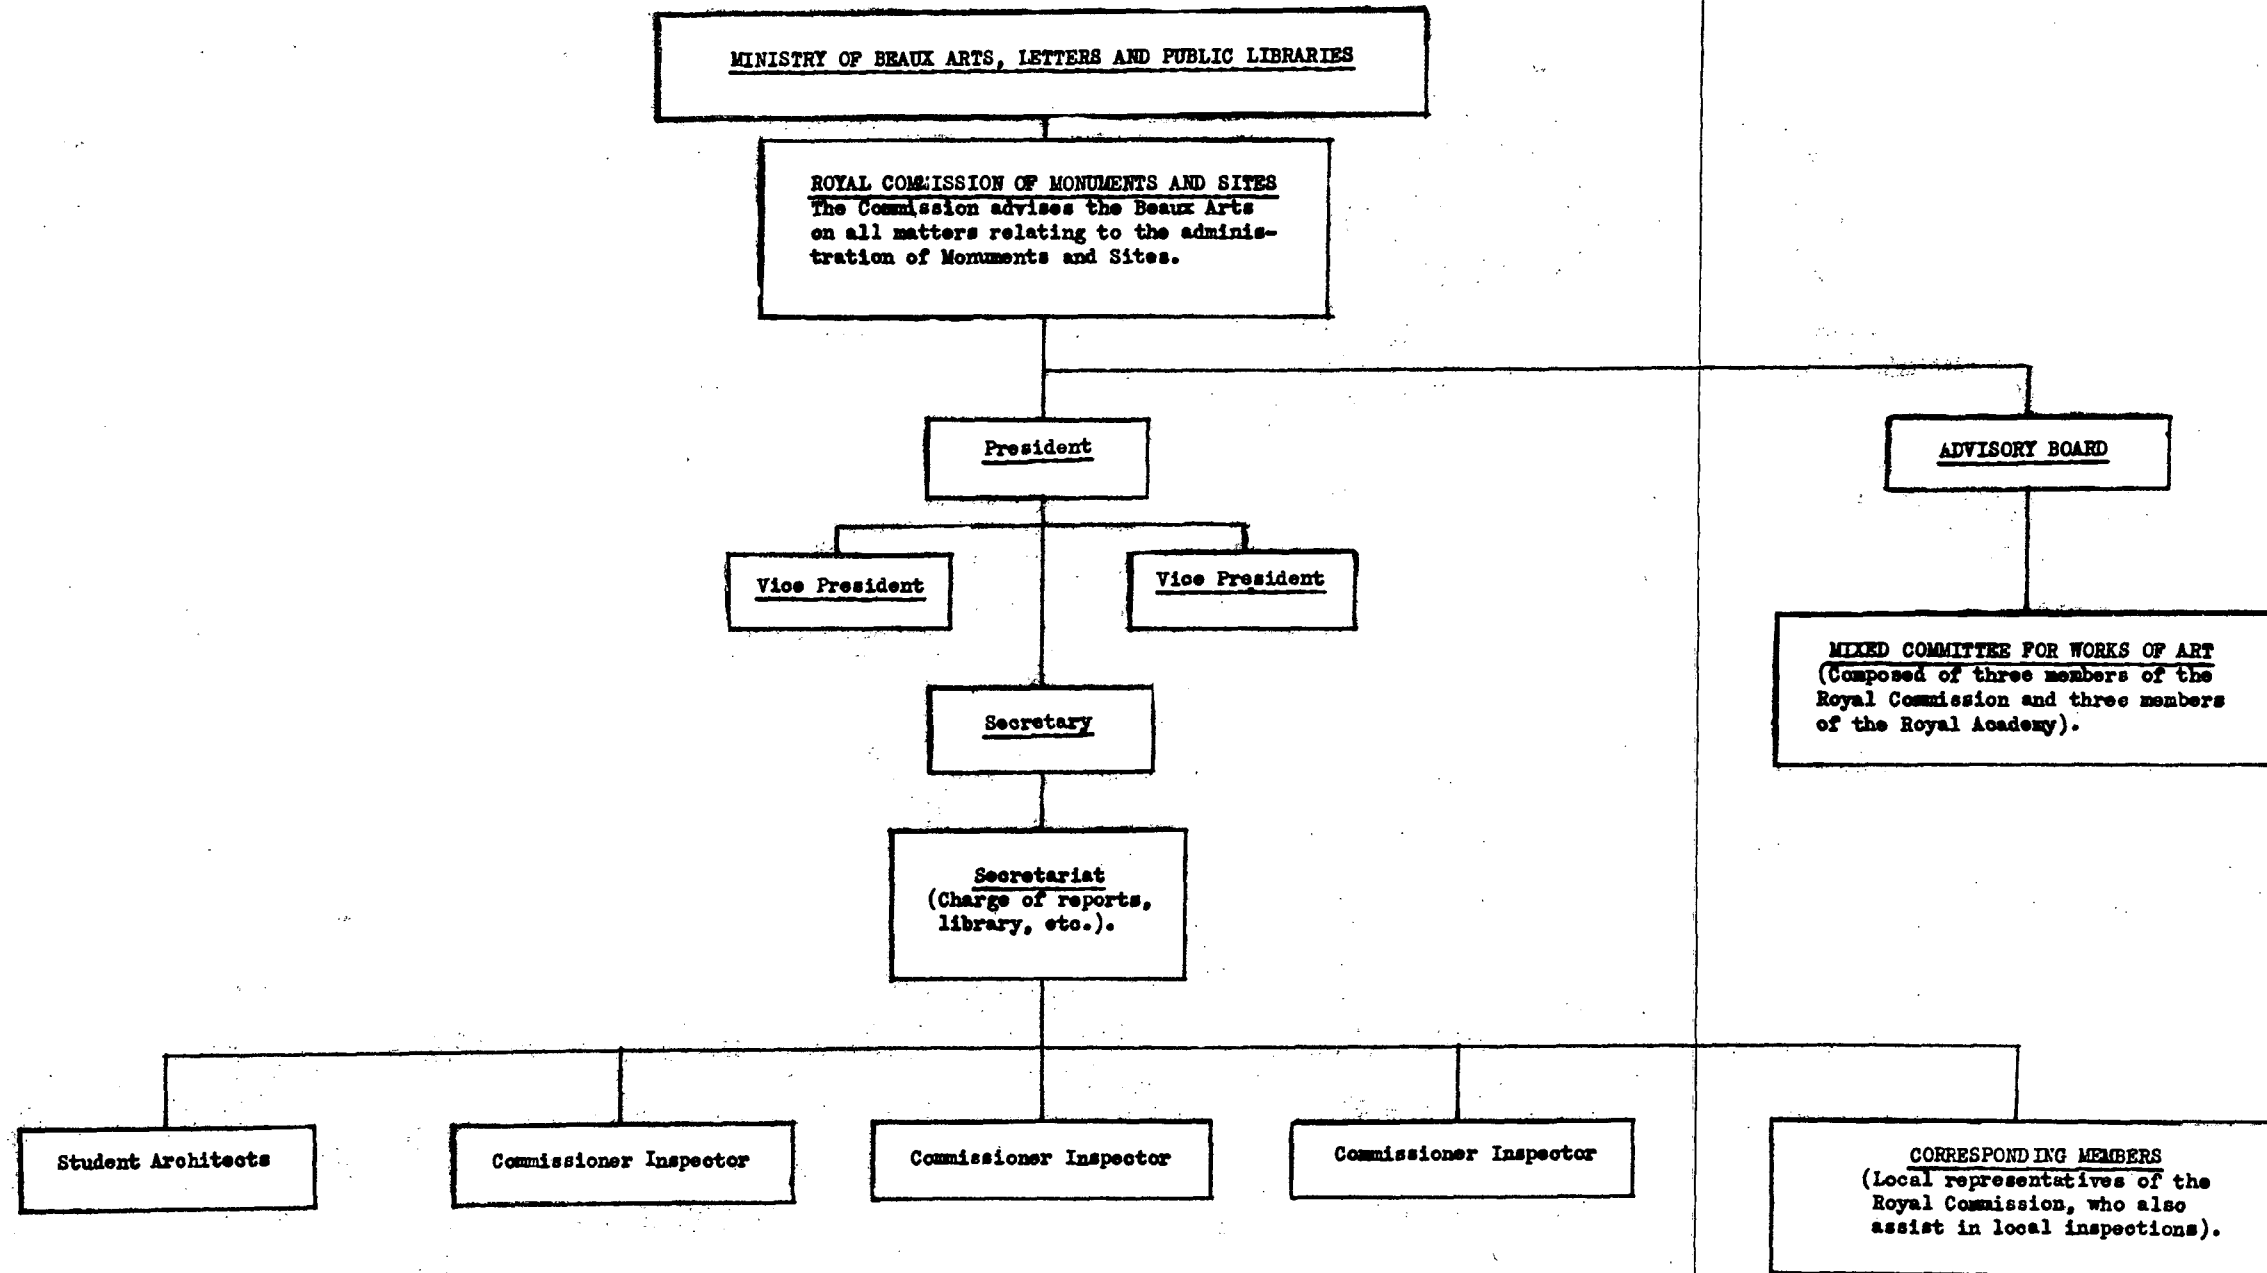 MINISTRY OF BEAUX ARTS, LETTERS AND PUBLIC LIBRARIES
ROYAL COMMISSION OF MONUMENTS AND SITES
The Commission advises the Beaux Arts
on all matters relating to the adminis-
tration of Monuments and Sites.
President
ADVISORY BOARD
Vice President
Vice President
MIXED COMMITTEE FOR WORKS OF ART
(Composed of three members of the
Royal Commission and three members
of the Royal Academy).
Secretary
Secretariat
(Charge of reports,
library, etc.).
Student Architects
Commissioner Inspector
Commissioner Inspector
Commissioner Inspector
CORRESPONDING MEMBERS
(Local representatives of the
Royal Commission, who also
assist in local inspections).